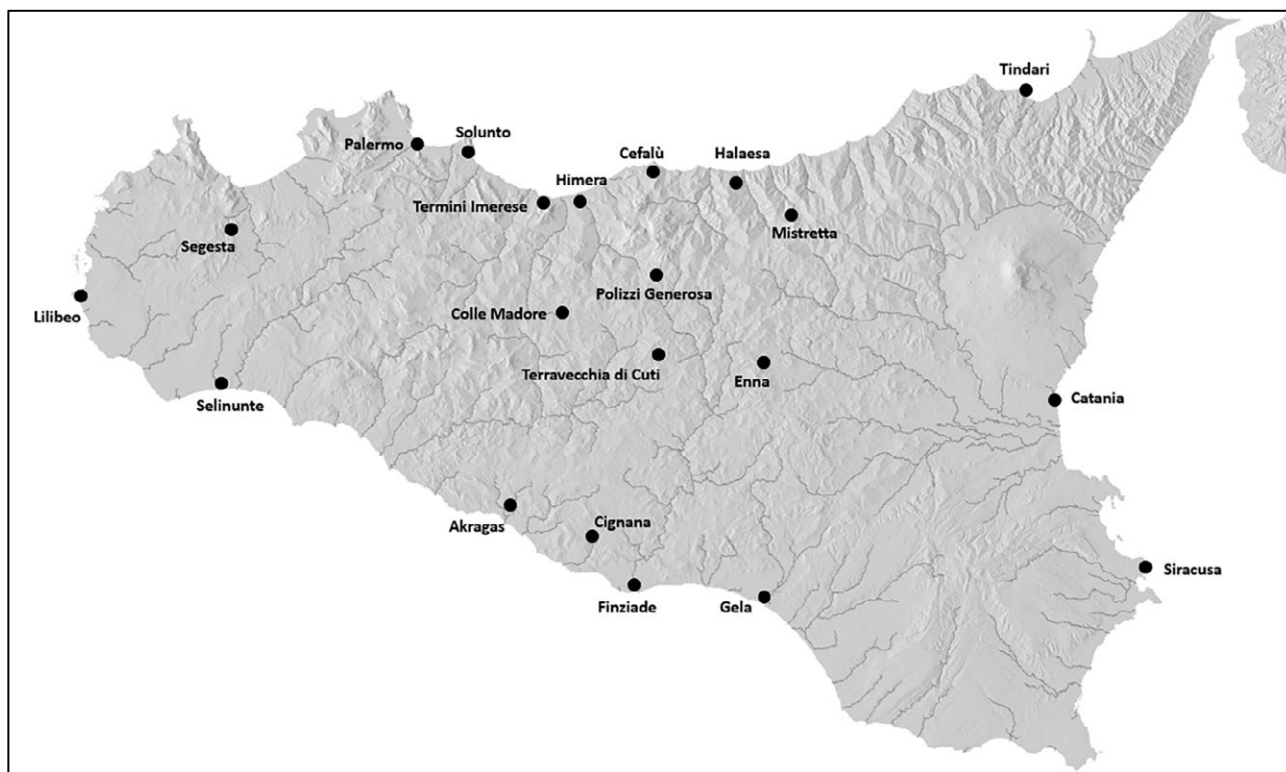 Tindari
Solunto
Palermo
Cefalù
Halaesa
Himera
Termini Imerese
Mistretta
Segesta
Polizzi Generosa
Lilibeo
Colle Madore
Terravecchia di Cuti
Enna
Selinunte
Catania
Akragas
Cignana
Siracusa
Finziade
Gela